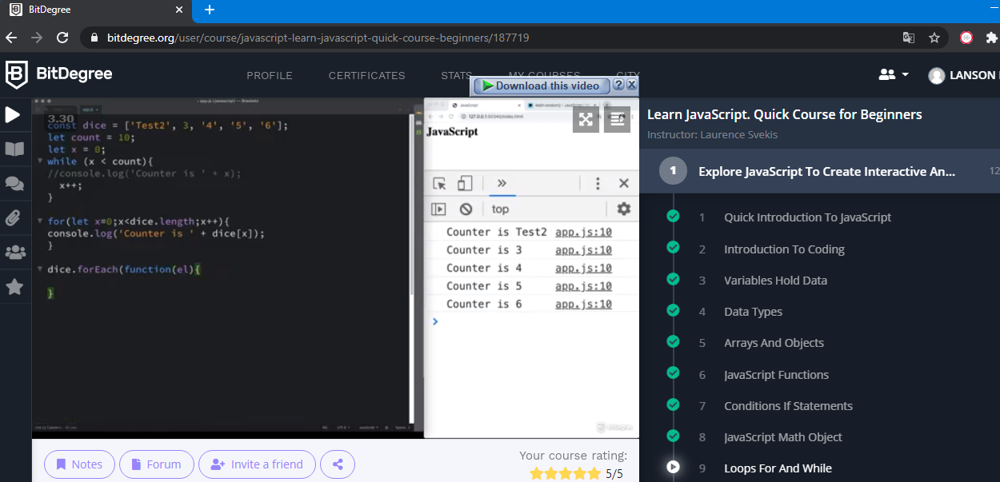 BitDegree
bitdegree.org/user/course/javascript-learn-javascript-quick-course-beginners/187719
BitDegree
PROFILE
CERTIFICATES
STATS
MY COURSES
CITY
LANSON
Download this video
3.30
const dice = ['Test2', 3, '4', '5', '6'];
let count = 10;
let x = 0;
while (x < count){
//console.log('Counter is ' + x);
x++;
}
for(let x=0;x<dice.length;x++){
console.log('Counter is ' + dice[x]);
}
dice.forEach(function(el){
}
JavaScript
127.0.0.1
JavaScript
top
Counter is Test2 app.js:10
Counter is 3 app.js:10
Counter is 4 app.js:10
Counter is 5 app.js:10
Counter is 6 app.js:10
BitDegree
Notes
Forum
Invite a friend
Your course rating:
5/5
Learn JavaScript. Quick Course for Beginners
Instructor: Laurence Svekis
1 Explore JavaScript To Create Interactive An... 12
1 Quick Introduction To JavaScript
2 Introduction To Coding
3 Variables Hold Data
4 Data Types
5 Arrays And Objects
6 JavaScript Functions
7 Conditions If Statements
8 JavaScript Math Object
9 Loops For And While